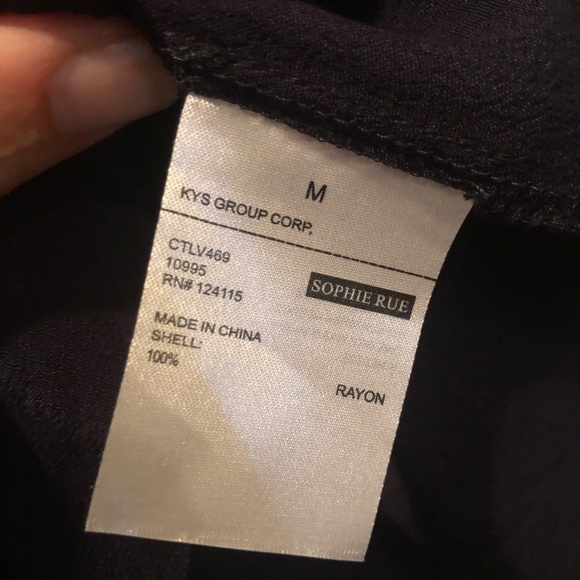 M
KYS GROUP CORP.
CTLV469
10995
RN# 124115
SOPHIE RUE
MADE IN CHINA
SHELL:
100%
RAYON